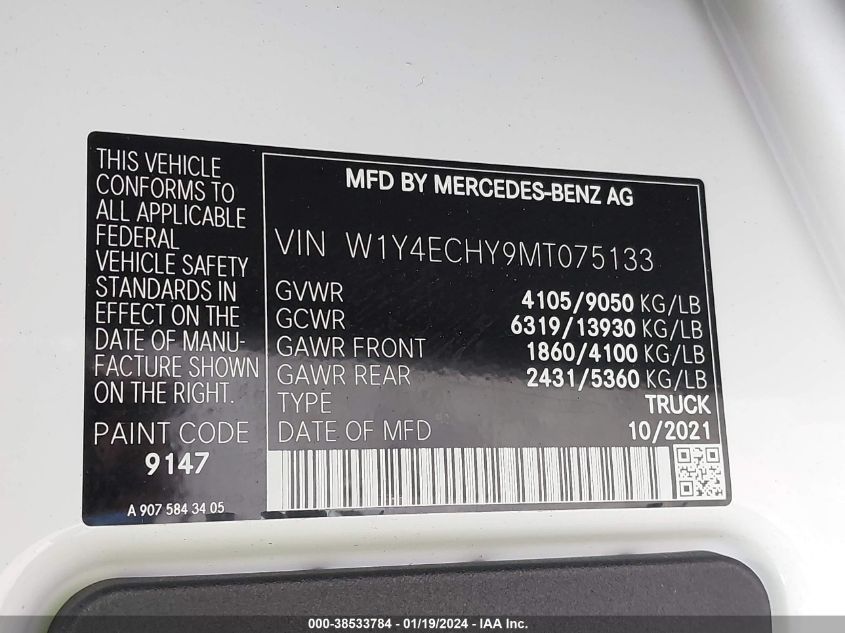 THIS VEHICLE
CONFORMS TO
ALL APPLICABLE
FEDERAL
VEHICLE SAFETY
STANDARDS IN
EFFECT ON THE
DATE OF MANU-
FACTURE SHOWN
ON THE RIGHT.
PAINT CODE
9147
A 907 584 34 05
MFD BY MERCEDES-BENZ AG
VIN W1Y4ECHY9MT075133
GVWR 4105/9050 KG/LB
GCWR 6319/13930 KG/LB
GAWR FRONT 1860/4100 KG/LB
GAWR REAR 2431/5360 KG/LB
TYPE TRUCK
DATE OF MFD 10/2021
000-38533784 - 01/19/2024 - IAA Inc.